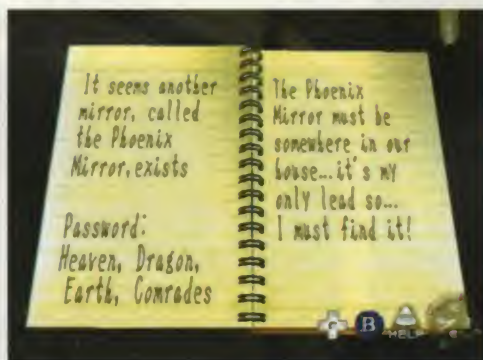 It seems another
mirror, called
the Phoenix
Mirror, exists
Password:
Heaven, Dragon,
Earth, Comrades
The Phoenix
Mirror must be
somewhere in our
house... it's my
only lead so...
I must find it!
B
HELP